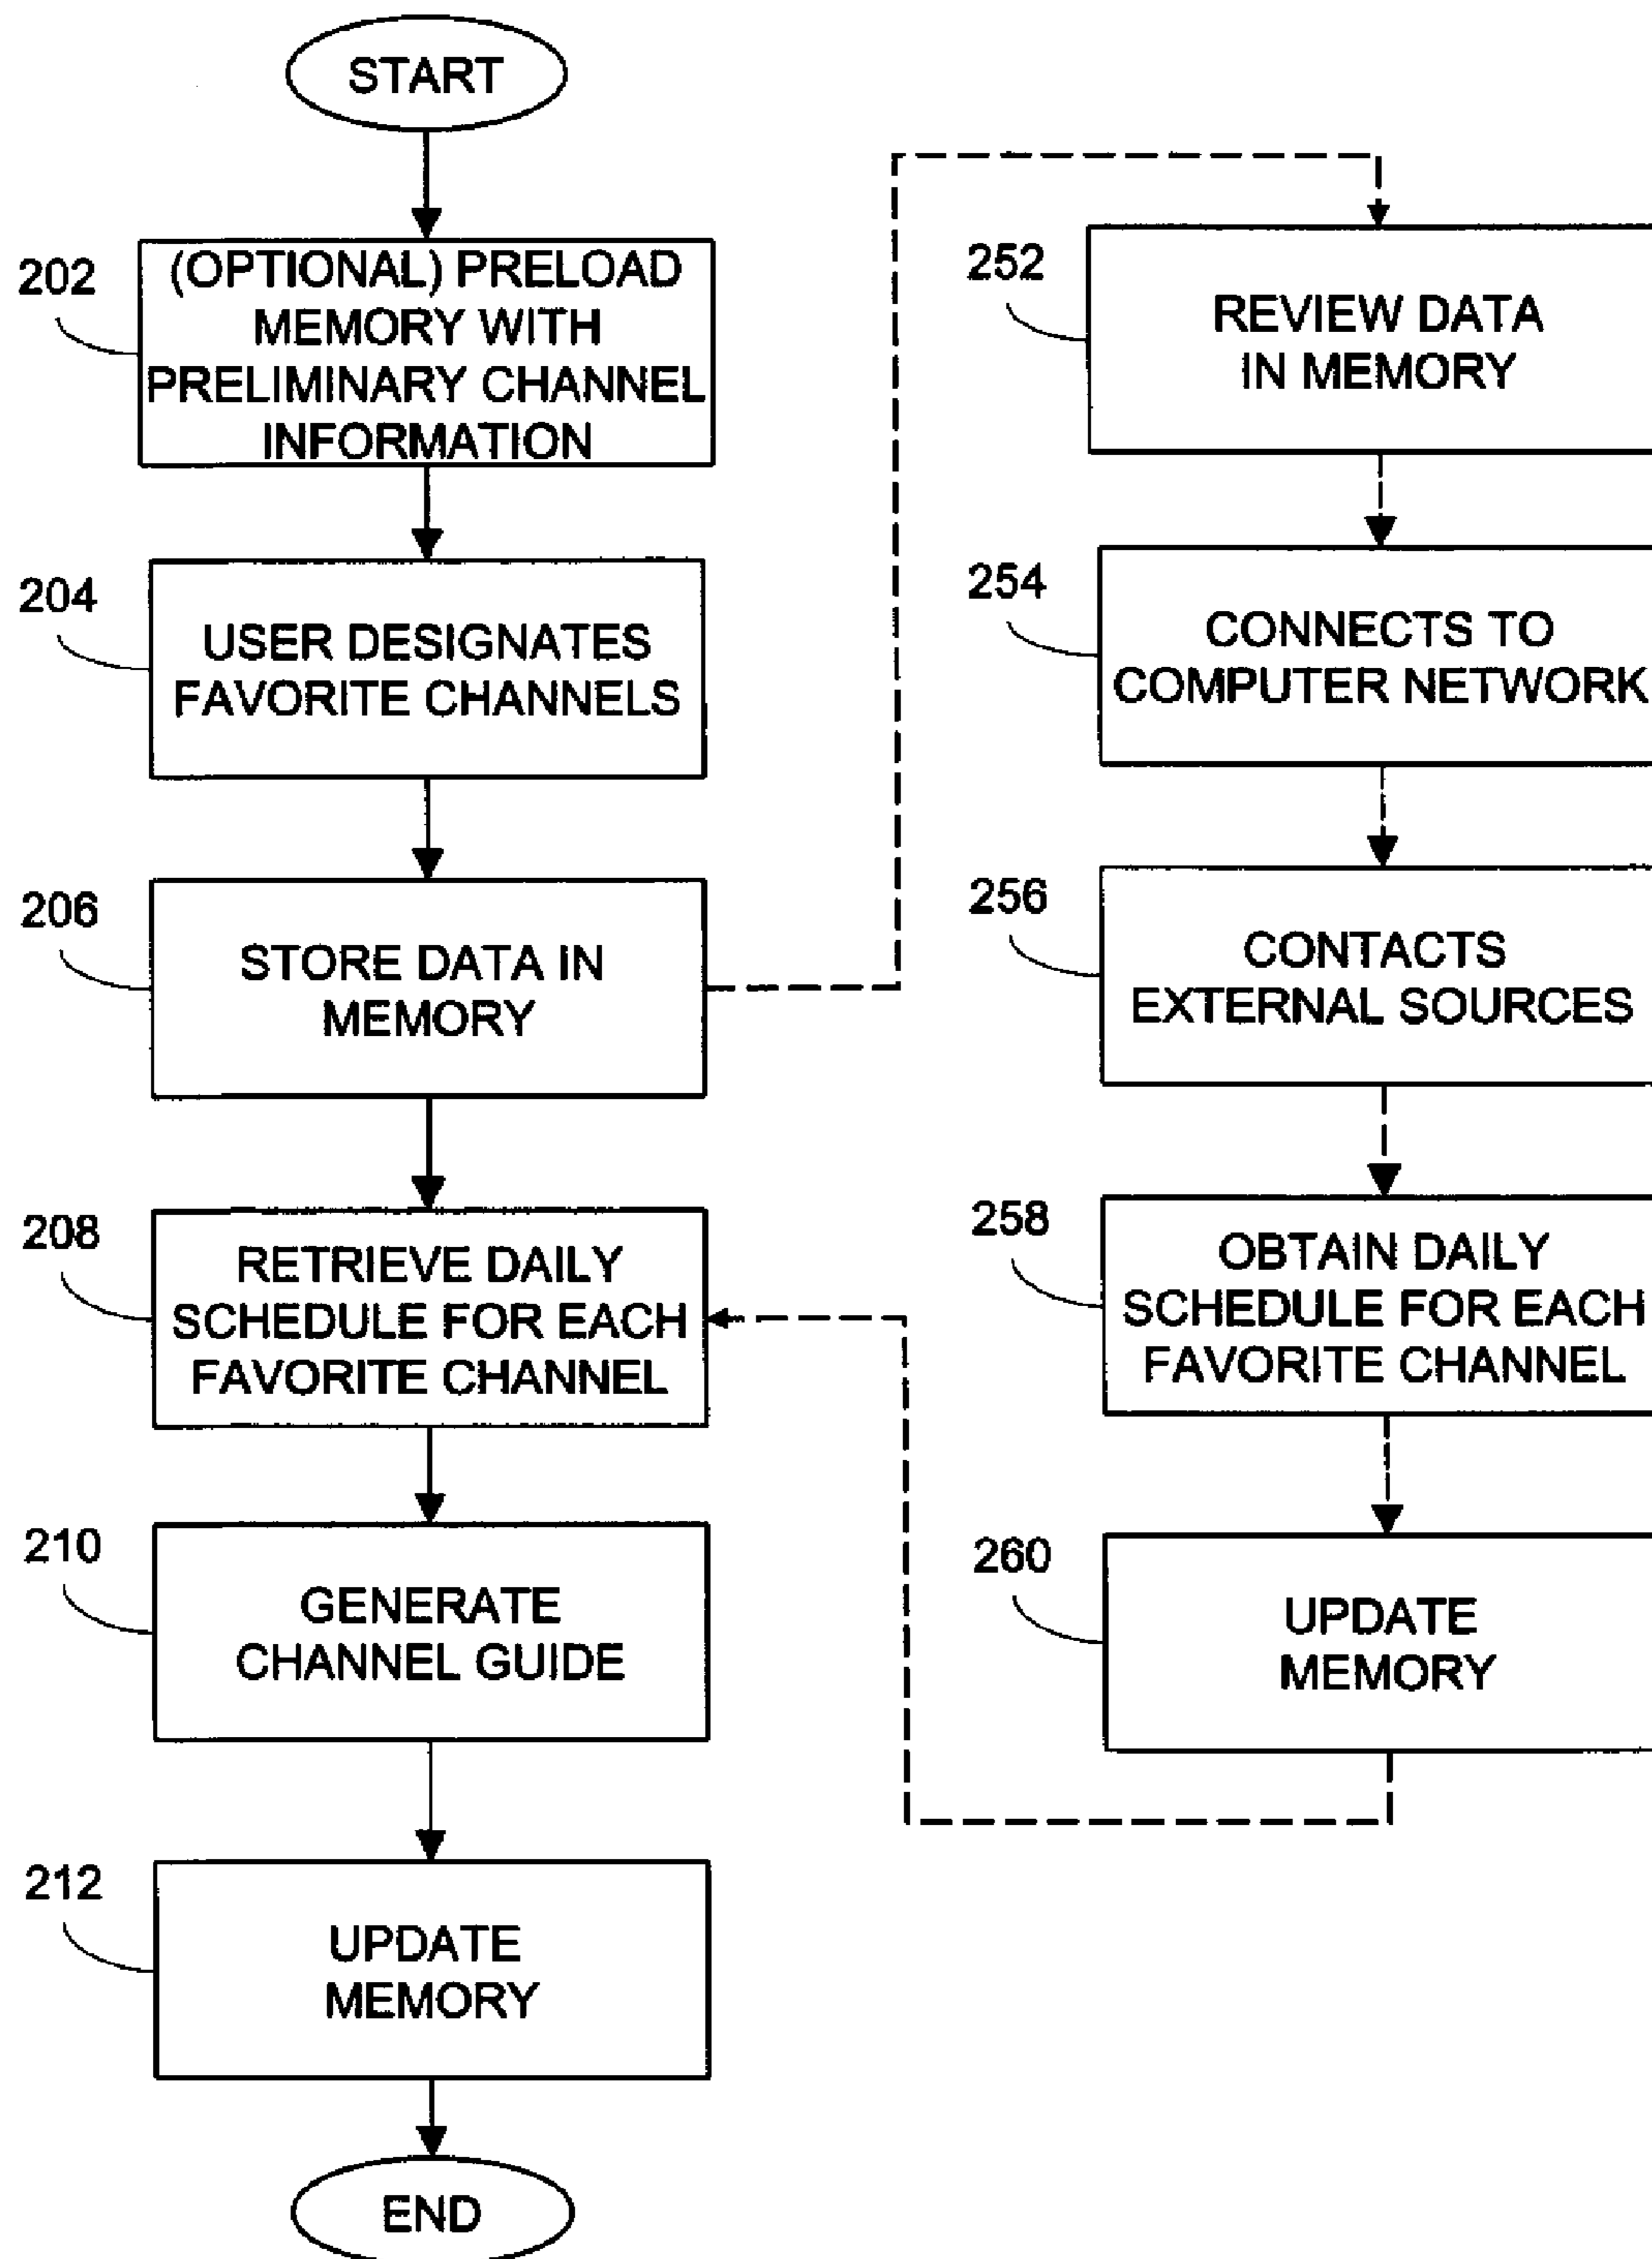 START
202
(OPTIONAL) PRELOAD
MEMORY WITH
PRELIMINARY CHANNEL
INFORMATION
204
USER DESIGNATES
FAVORITE CHANNELS
206
STORE DATA IN
MEMORY
208
RETRIEVE DAILY
SCHEDULE FOR EACH
FAVORITE CHANNEL
210
GENERATE
CHANNEL GUIDE
212
UPDATE
MEMORY
END
252
REVIEW DATA
IN MEMORY
254
CONNECTS TO
COMPUTER NETWORK
256
CONTACTS
EXTERNAL SOURCES
258
OBTAIN DAILY
SCHEDULE FOR EACH
FAVORITE CHANNEL
260
UPDATE
MEMORY